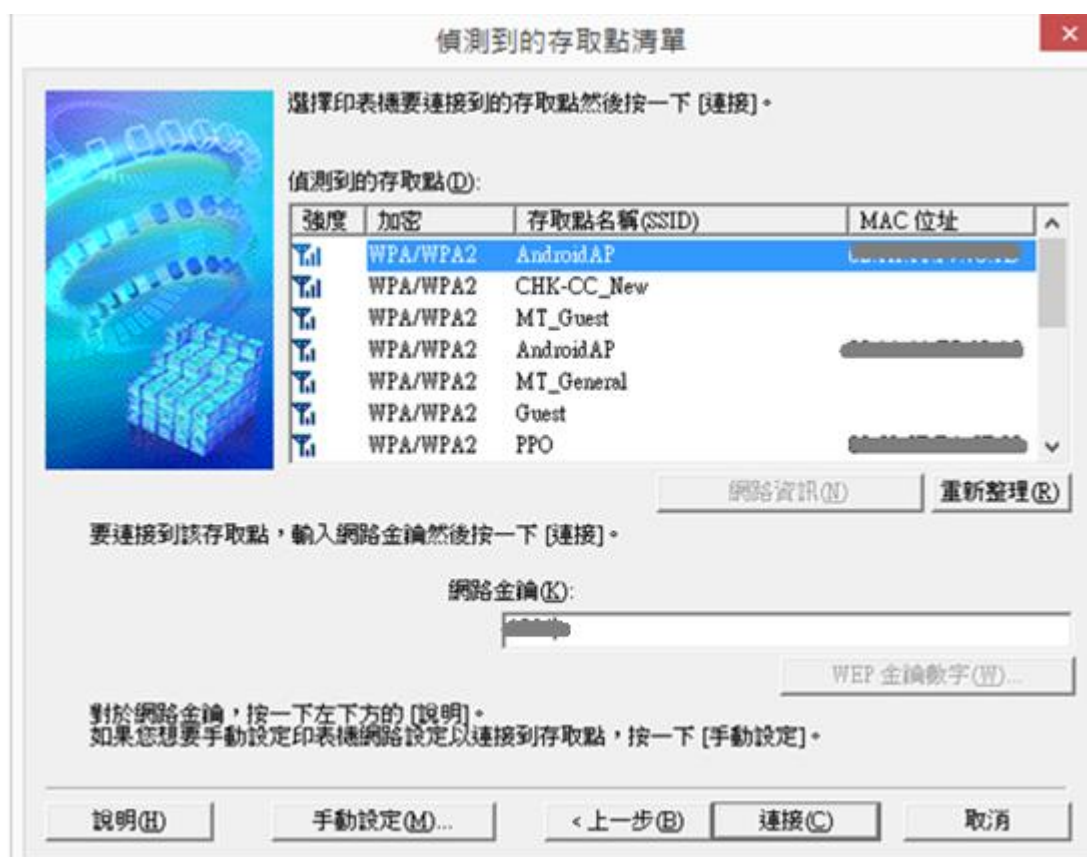 偵測到的存取點清單
選擇印表機要連接到的存取點然後按一下 [連接]。
偵測到的存取點(D):
強度 加密 存取點名稱(SSID) MAC 位址
WPA/WPA2 AndroidAP
WPA/WPA2 CHK-CC_New
WPA/WPA2 MT_Guest
WPA/WPA2 AndroidAP
WPA/WPA2 MT_General
WPA/WPA2 Guest
WPA/WPA2 PPO
網路資訊(N) 重新整理(R)
要連接到該存取點，輸入網路金鑰然後按一下 [連接]。
網路金鑰(K):
WEP 金鑰數字(W)...
對於網路金鑰，按一下左下方的 [說明]。
如果您想要手動設定印表機網路設定以連接到存取點，按一下 [手動設定]。
說明(H) 手動設定(M)... <上一步(B) 連接(C) 取消